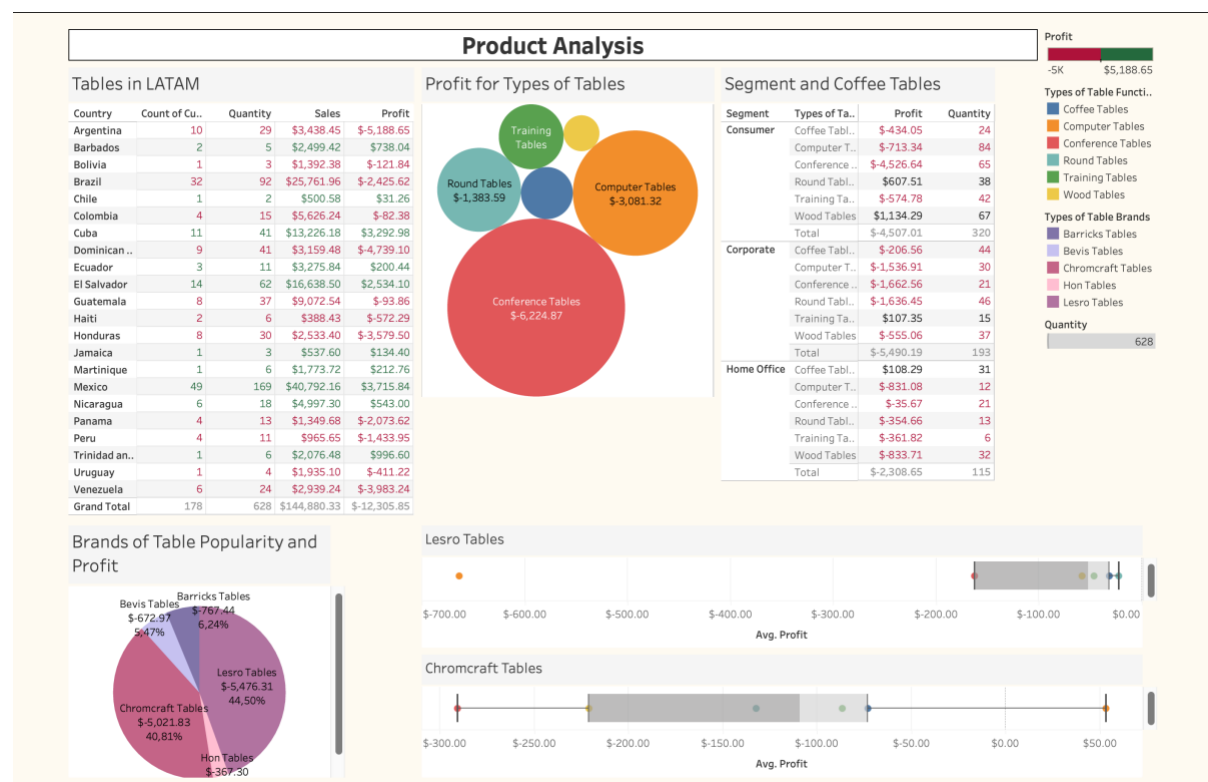 Product Analysis
Tables in LATAM
Country Count of Cu.. Quantity Sales Profit
Argentina 10 29 $3,438.45 $-5,188.65
Barbados 2 5 $2,499.42 $738.04
Bolivia 1 3 $1,392.38 $-121.84
Brazil 32 92 $25,761.96 $-2,425.62
Chile 1 2 $500.58 $31.26
Colombia 4 15 $5,626.24 $-82.38
Cuba 11 41 $13,226.18 $3,292.98
Dominican .. 9 41 $3,159.48 $-4,739.10
Ecuador 3 11 $3,275.84 $200.44
El Salvador 14 62 $16,638.50 $2,534.10
Guatemala 8 37 $9,072.54 $-93.86
Haiti 2 6 $388.43 $-572.29
Honduras 8 30 $2,533.40 $-3,579.50
Jamaica 1 3 $537.60 $134.40
Martinique 1 6 $1,773.72 $212.76
Mexico 49 169 $40,792.16 $3,715.84
Nicaragua 6 18 $4,997.30 $543.00
Panama 4 13 $1,349.68 $-2,073.62
Peru 4 11 $965.65 $-1,433.95
Trinidad an.. 1 6 $2,076.48 $996.60
Uruguay 1 4 $1,935.10 $-411.22
Venezuela 6 24 $2,939.24 $-3,983.24
Grand Total 178 628 $144,880.33 $-12,305.85
Profit for Types of Tables
Training
Tables
Round Tables
$-1,383.59
Computer Tables
$-3,081.32
Conference Tables
$-6,224.87
Segment and Coffee Tables
Segment Types of Ta.. Profit Quantity
Consumer Coffee Tabl.. $-434.05 24
Computer T.. $-713.34 84
Conference .. $-4,526.64 65
Round Tabl.. $607.51 38
Training Ta.. $-574.78 42
Wood Tables $1,134.29 67
Total $-4,507.01 320
Corporate Coffee Tabl.. $-206.56 44
Computer T.. $-1,536.91 30
Conference .. $-1,662.56 21
Round Tabl.. $-1,636.45 46
Training Ta.. $107.35 15
Wood Tables $-555.06 37
Total $-5,490.19 193
Home Office Coffee Tabl.. $108.29 31
Computer T.. $-831.08 12
Conference .. $-35.67 21
Round Tabl.. $-354.66 13
Training Ta.. $-361.82 6
Wood Tables $-833.71 32
Total $-2,308.65 115
Profit
-5K $5,188.65
Types of Table Functi..
Coffee Tables
Computer Tables
Conference Tables
Round Tables
Training Tables
Wood Tables
Types of Table Brands
Barricks Tables
Bevis Tables
Chromcraft Tables
Hon Tables
Lesro Tables
Quantity
628
Brands of Table Popularity and
Profit
Barricks Tables
$-767.44
6,24%
Bevis Tables
$-672.97
5,47%
Lesro Tables
$-5,476.31
44,50%
Chromcraft Tables
$-5,021.83
40,81%
Hon Tables
$-367.30
Lesro Tables
$-700.00 $-600.00 $-500.00 $-400.00 $-300.00 $-200.00 $-100.00 $0.00
Avg. Profit
Chromcraft Tables
$-300.00 $-250.00 $-200.00 $-150.00 $-100.00 $-50.00 $0.00 $50.00
Avg. Profit